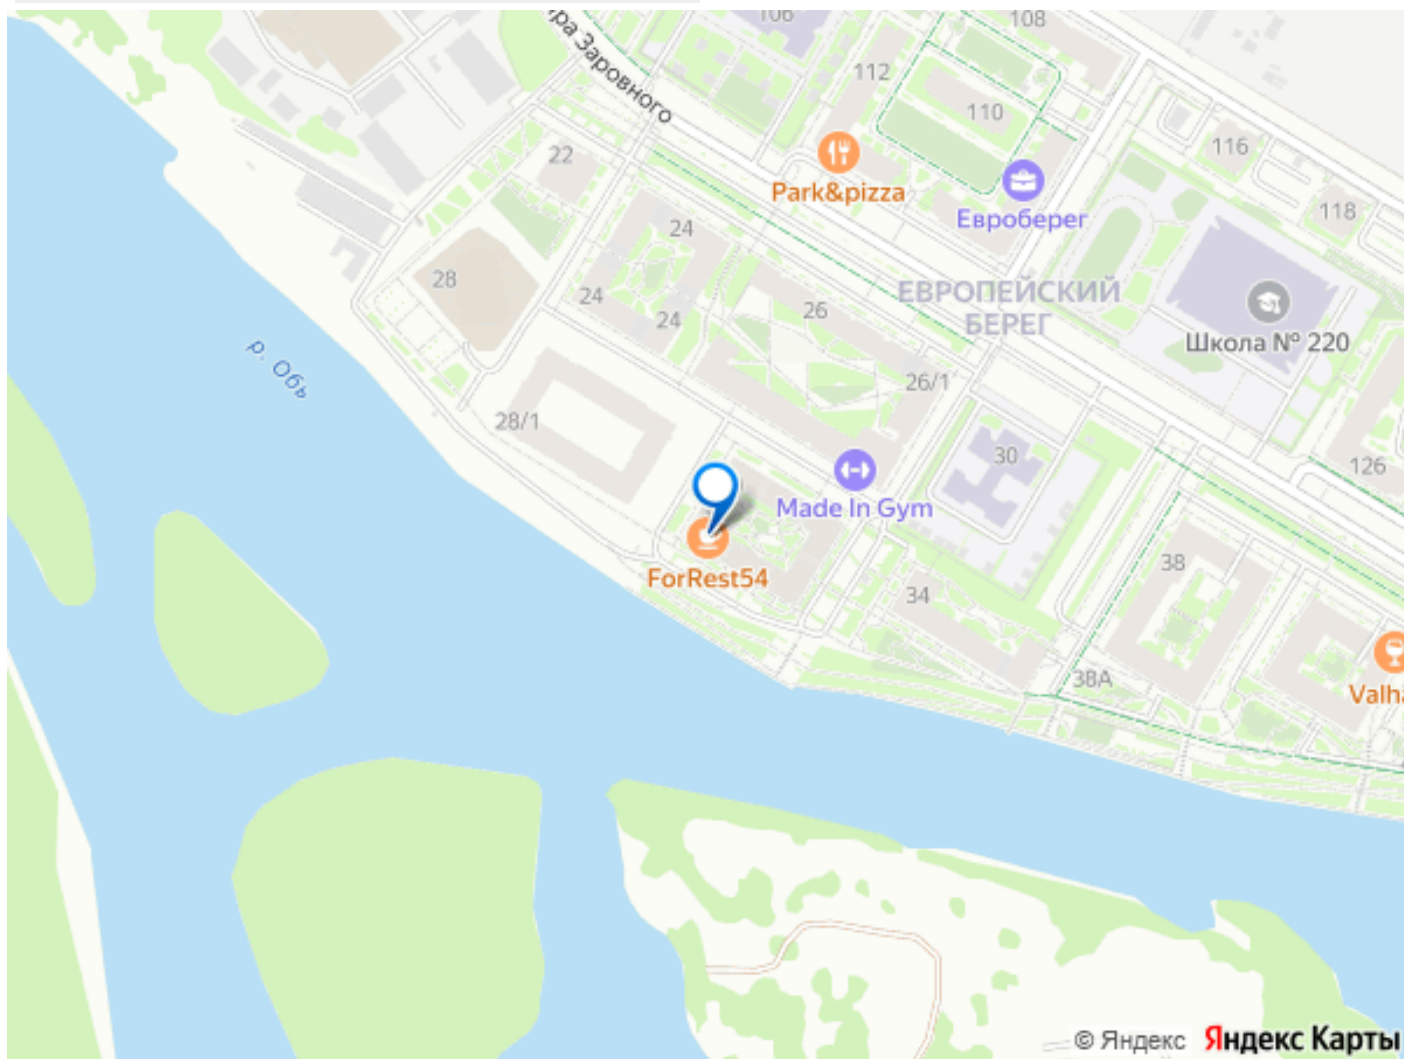 106
108
ра Заровного
112
110
22
116
Park&pizza
Евроберег
118
24
28
24
24
26
ЕВРОПЕЙСКИЙ
БЕРЕГ
Школа № 220
р. Обь
26/1
28/1
30
126
Made In Gym
ForRest54
38
34
38А
Valha
© Яндекс Яндекс Карты